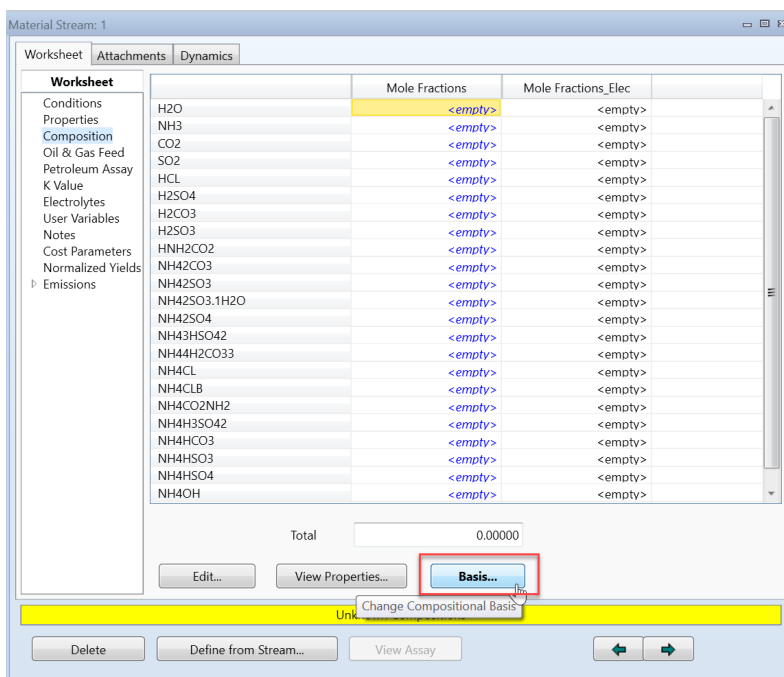 Material Stream: 1
Worksheet Attachments Dynamics
Worksheet
Conditions
Properties
Composition
Oil & Gas Feed
Petroleum Assay
K Value
Electrolytes
User Variables
Notes
Cost Parameters
Normalized Yields
Emissions
Mole Fractions Mole Fractions_Elec
H2O <empty> <empty>
NH3 <empty> <empty>
CO2 <empty> <empty>
SO2 <empty> <empty>
HCL <empty> <empty>
H2SO4 <empty> <empty>
H2CO3 <empty> <empty>
H2SO3 <empty> <empty>
HNH2CO2 <empty> <empty>
NH42CO3 <empty> <empty>
NH42SO3 <empty> <empty>
NH42SO3.1H2O <empty> <empty>
NH42SO4 <empty> <empty>
NH43HSO42 <empty> <empty>
NH44H2CO33 <empty> <empty>
NH4CL <empty> <empty>
NH4CLB <empty> <empty>
NH4CO2NH2 <empty> <empty>
NH4H3SO42 <empty> <empty>
NH4HCO3 <empty> <empty>
NH4HSO3 <empty> <empty>
NH4HSO4 <empty> <empty>
NH4OH <empty> <empty>
Total 0.00000
Edit... View Properties... Basis...
Change Compositional Basis
Delete Define from Stream... View Assay